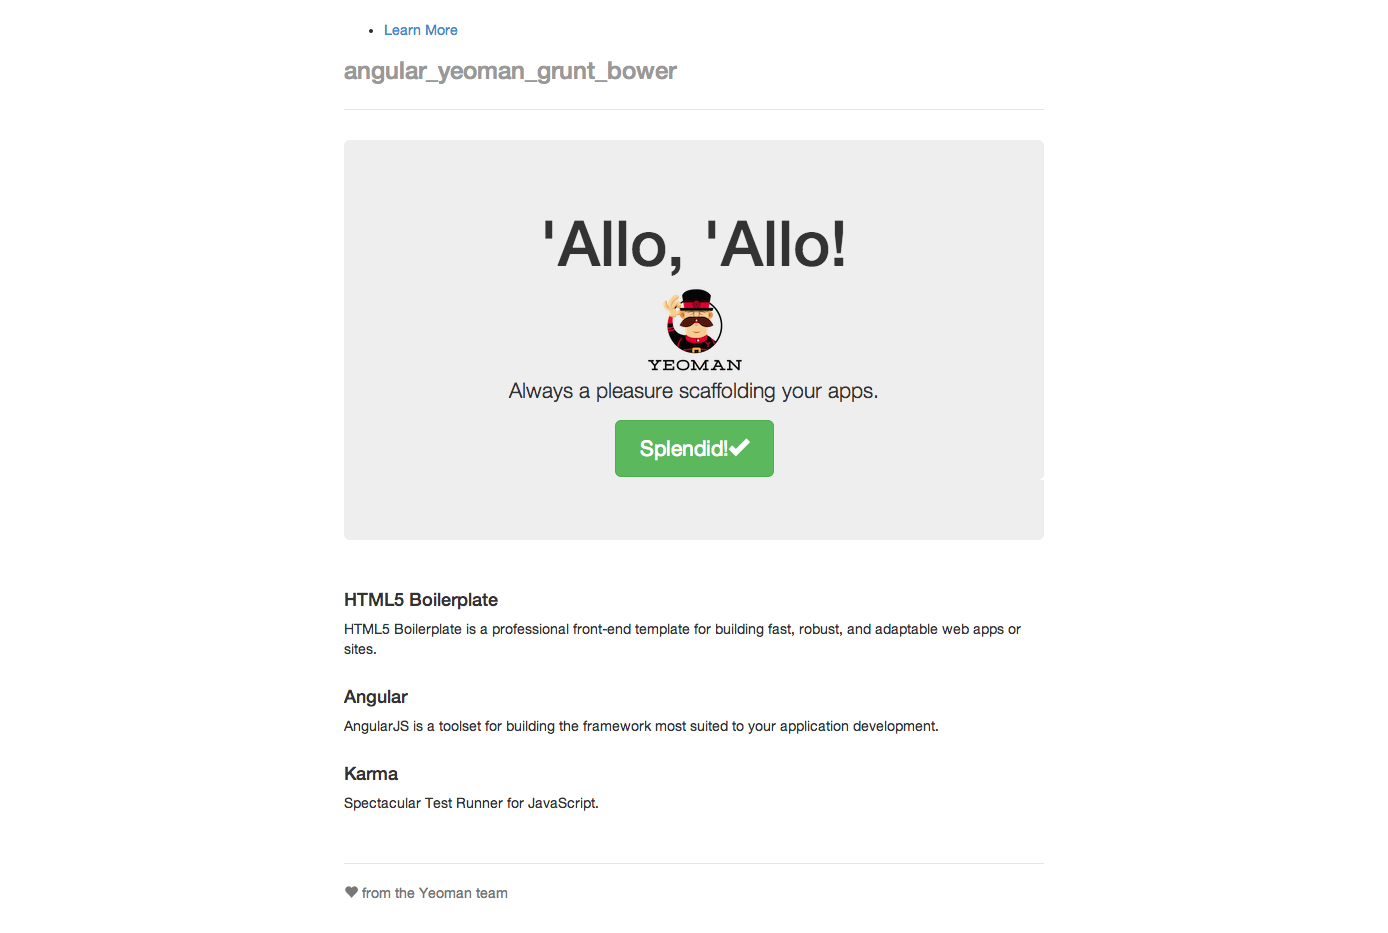 Learn More
angular_yeoman_grunt_bower
'Allo, 'Allo!
YEOMAN
Always a pleasure scaffolding your apps.
Splendid!
HTML5 Boilerplate
HTML5 Boilerplate is a professional front-end template for building fast, robust, and adaptable web apps or
sites.
Angular
AngularJS is a toolset for building the framework most suited to your application development.
Karma
Spectacular Test Runner for JavaScript.
from the Yeoman team